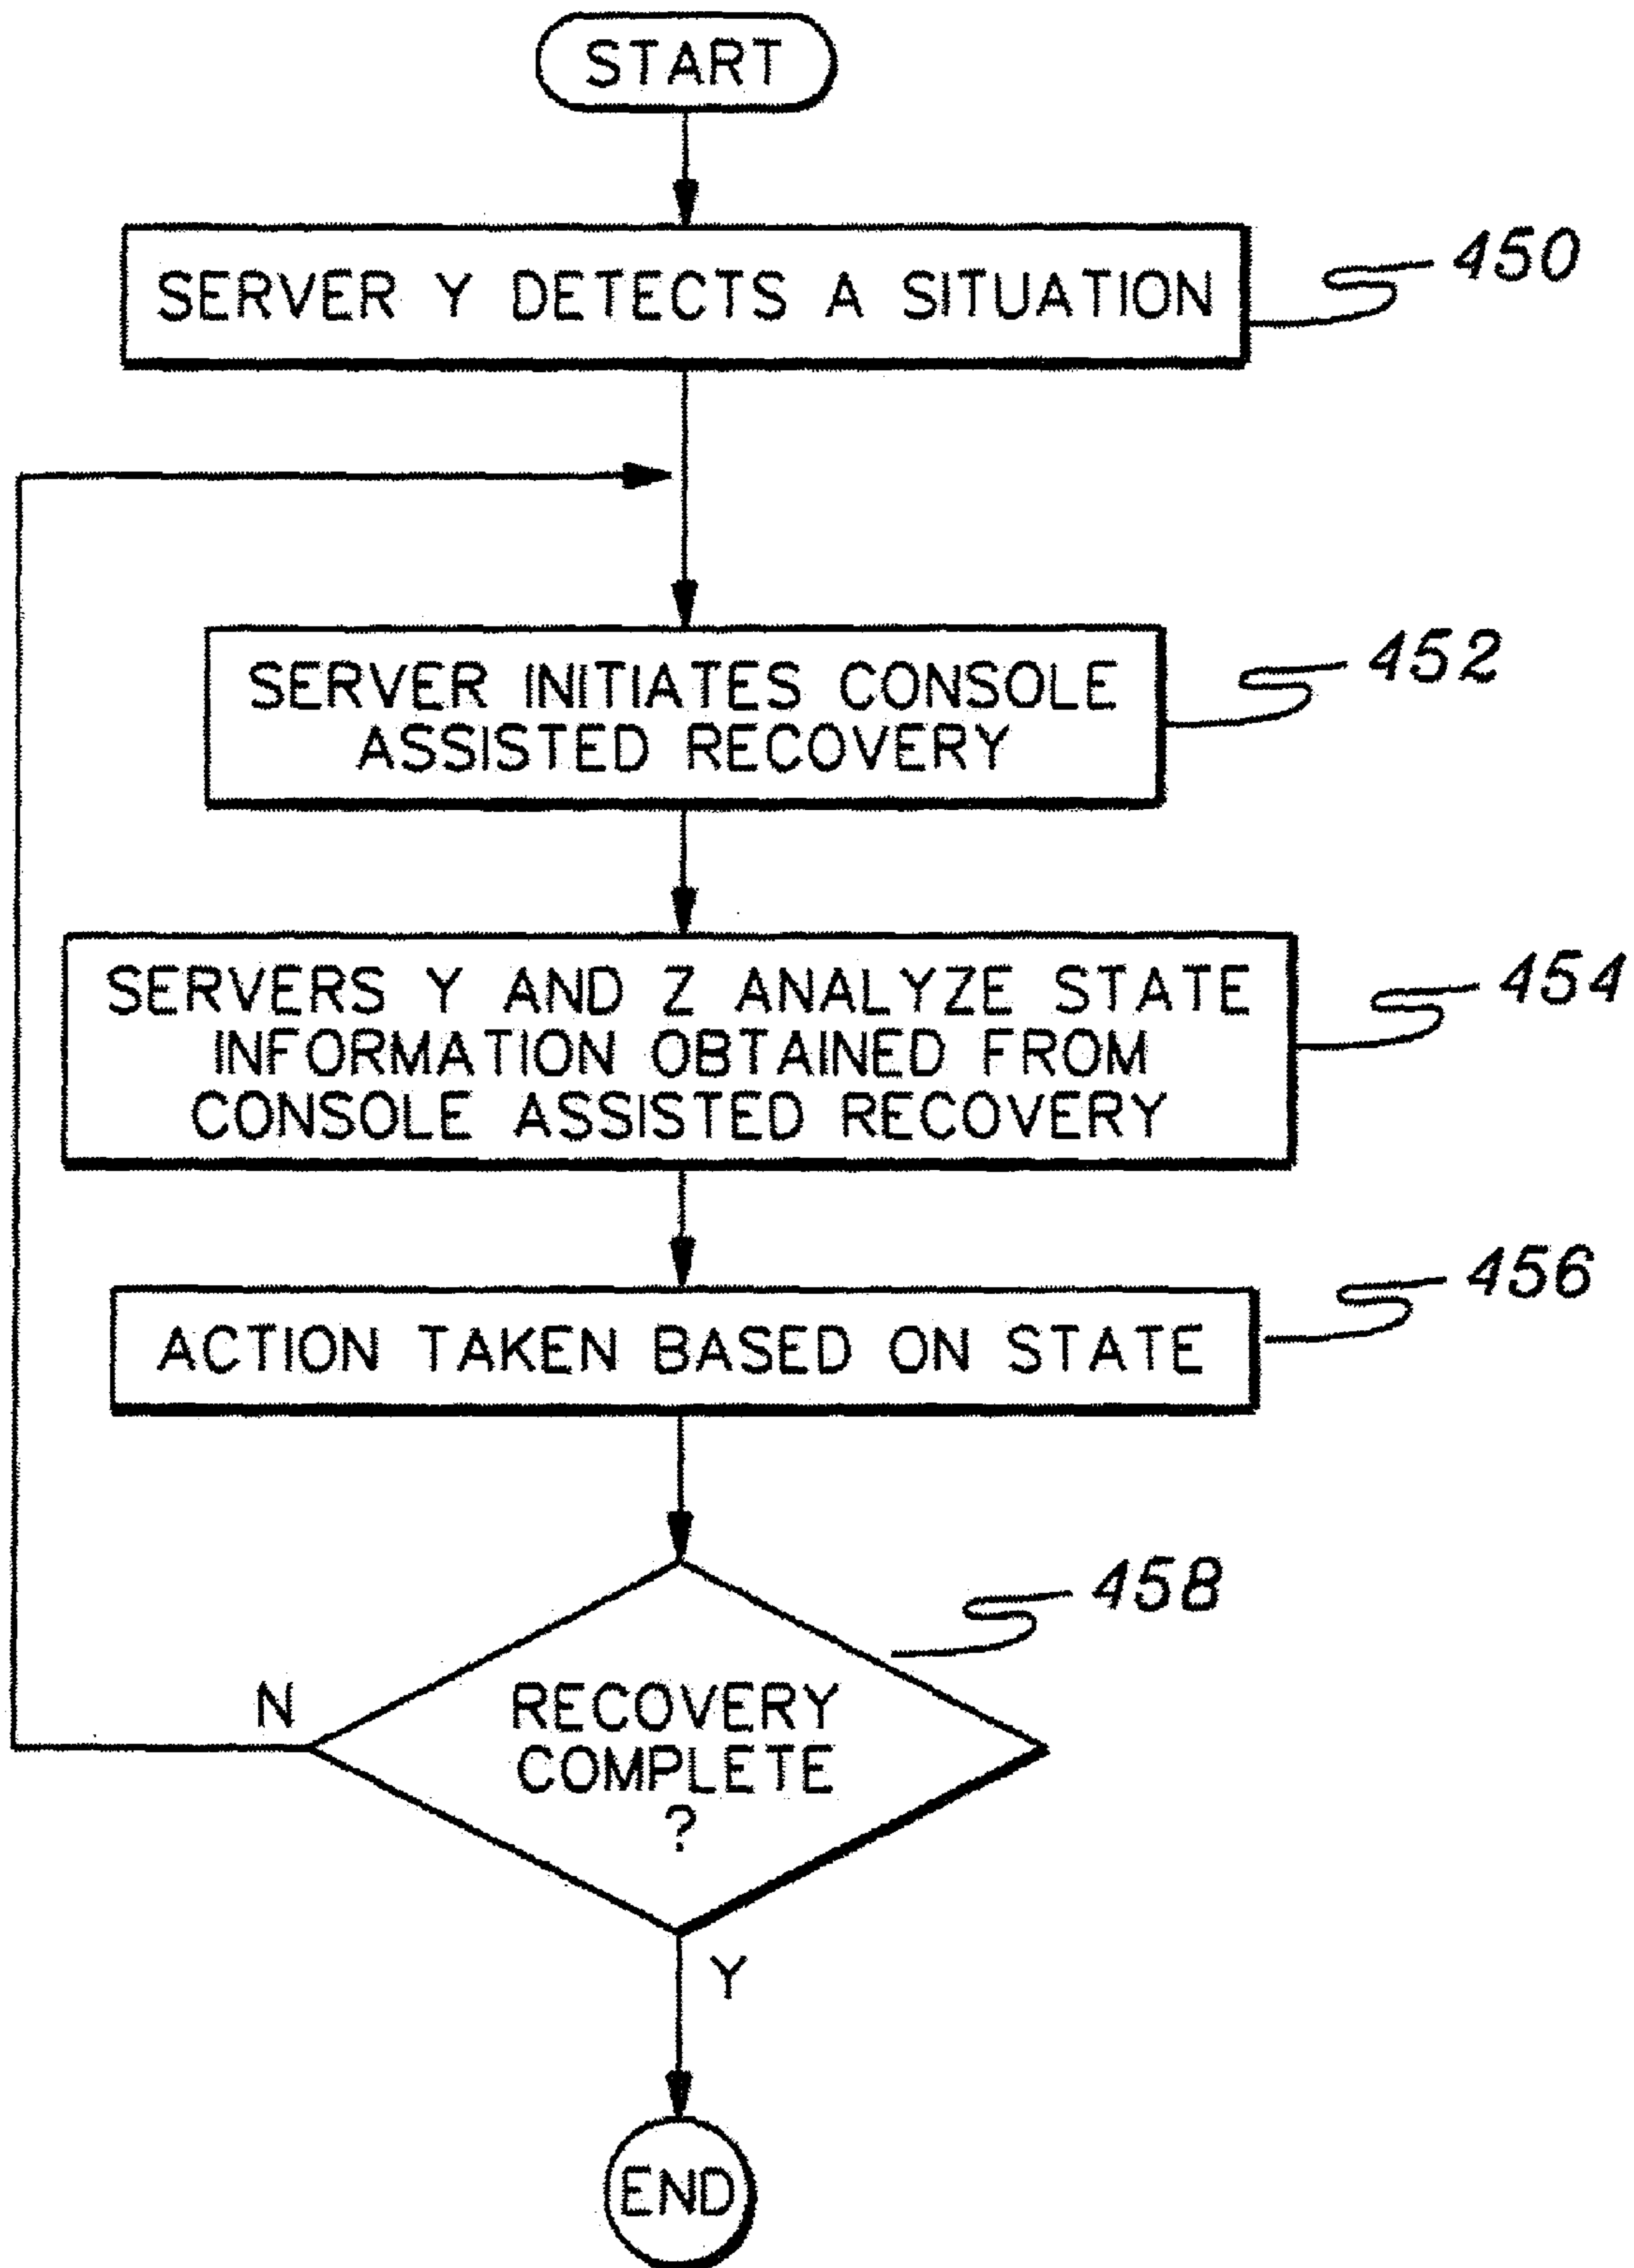 START
SERVER Y DETECTS A SITUATION
450
SERVER INITIATES CONSOLE
ASSISTED RECOVERY
452
SERVERS Y AND Z ANALYZE STATE
INFORMATION OBTAINED FROM
CONSOLE ASSISTED RECOVERY
454
ACTION TAKEN BASED ON STATE
456
458
N
RECOVERY
COMPLETE
?
Y
END